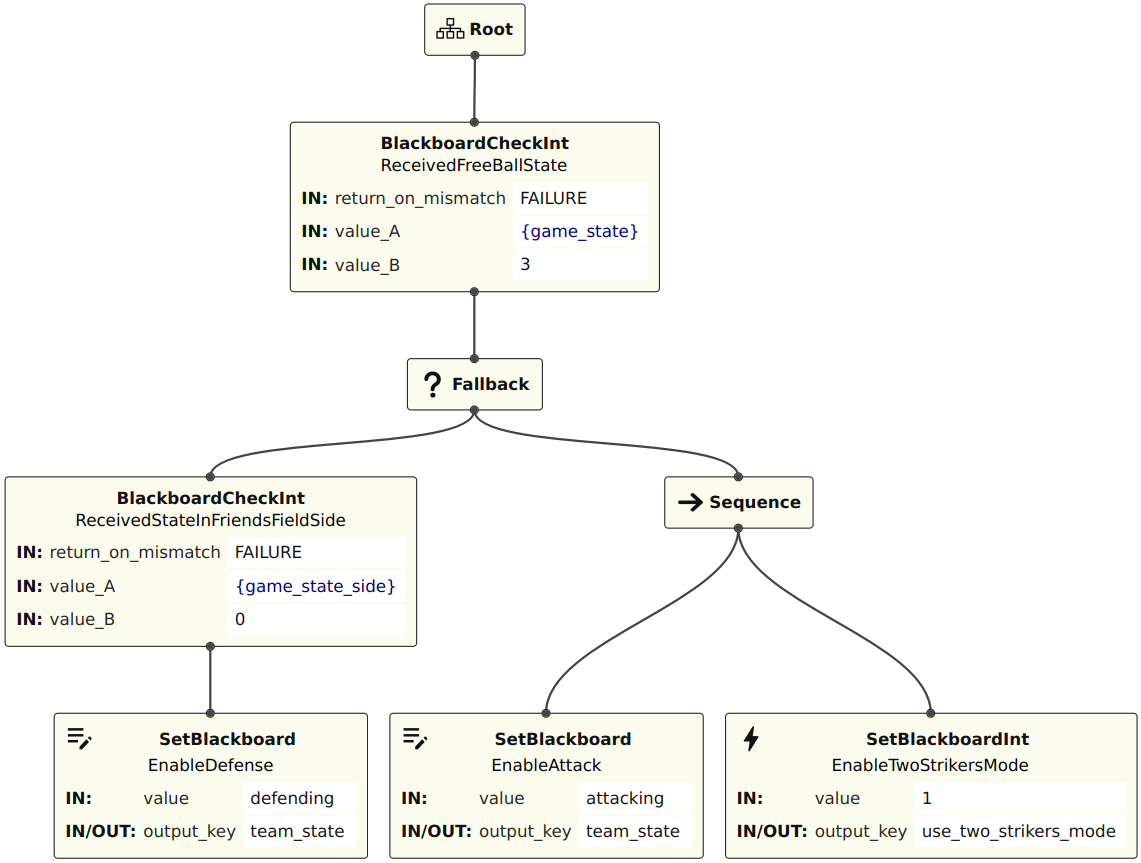 Root
BlackboardCheckInt
ReceivedFreeBallState
IN: return_on_mismatch FAILURE
IN: value_A {game_state}
IN: value_B 3
? Fallback
BlackboardCheckInt
ReceivedStateInFriendsFieldSide
IN: return_on_mismatch FAILURE
IN: value_A {game_state_side}
IN: value_B 0
Sequence
SetBlackboard
EnableDefense
IN: value defending
IN/OUT: output_key team_state
SetBlackboard
EnableAttack
IN: value attacking
IN/OUT: output_key team_state
SetBlackboardInt
EnableTwoStrikersMode
IN: value 1
IN/OUT: output_key use_two_strikers_mode